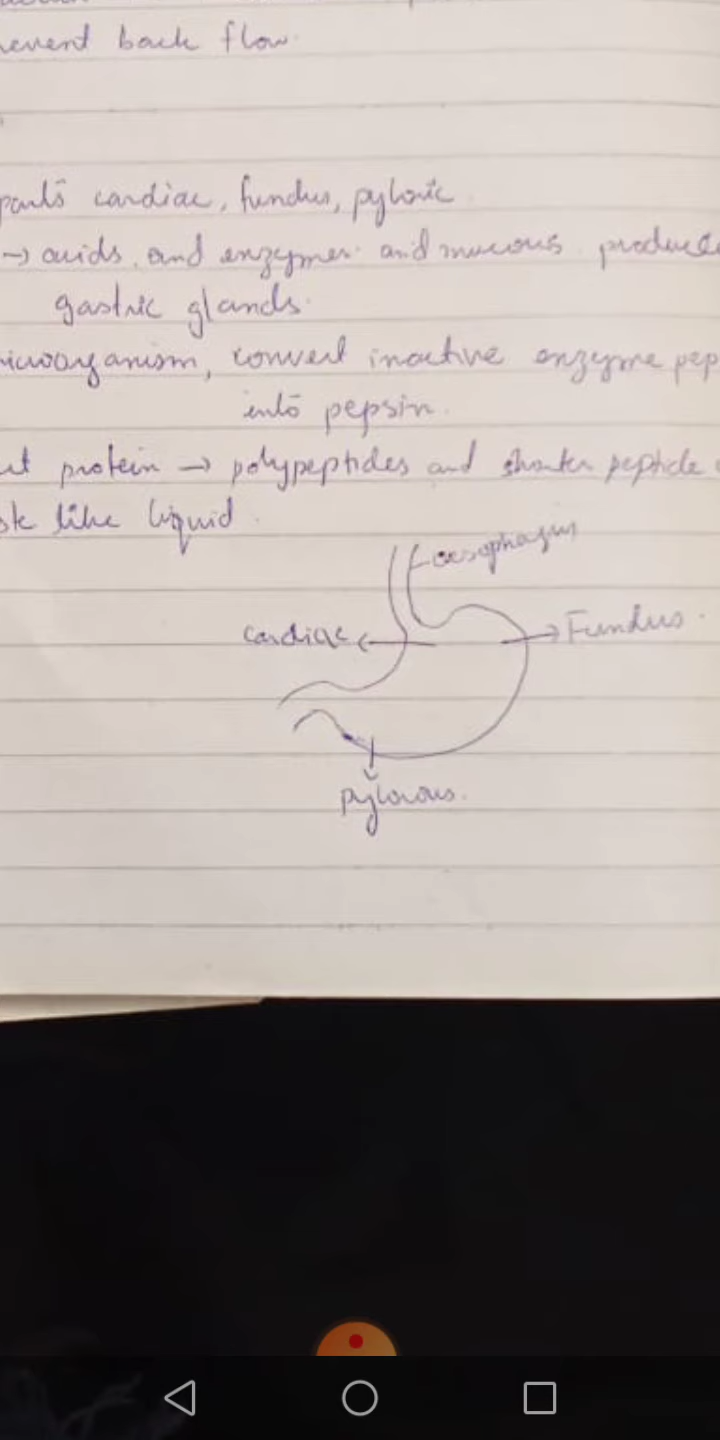 event back flow.
parts cardiac, fundus, pyloric
→ acids and enzymes and mucous produce
gastric glands.
microorganism, convert inactive enzyme pep
into pepsin.
protein → polypeptides and shorter peptide
like liquid.
oesophagus
cardiac
Fundus.
pylorous.